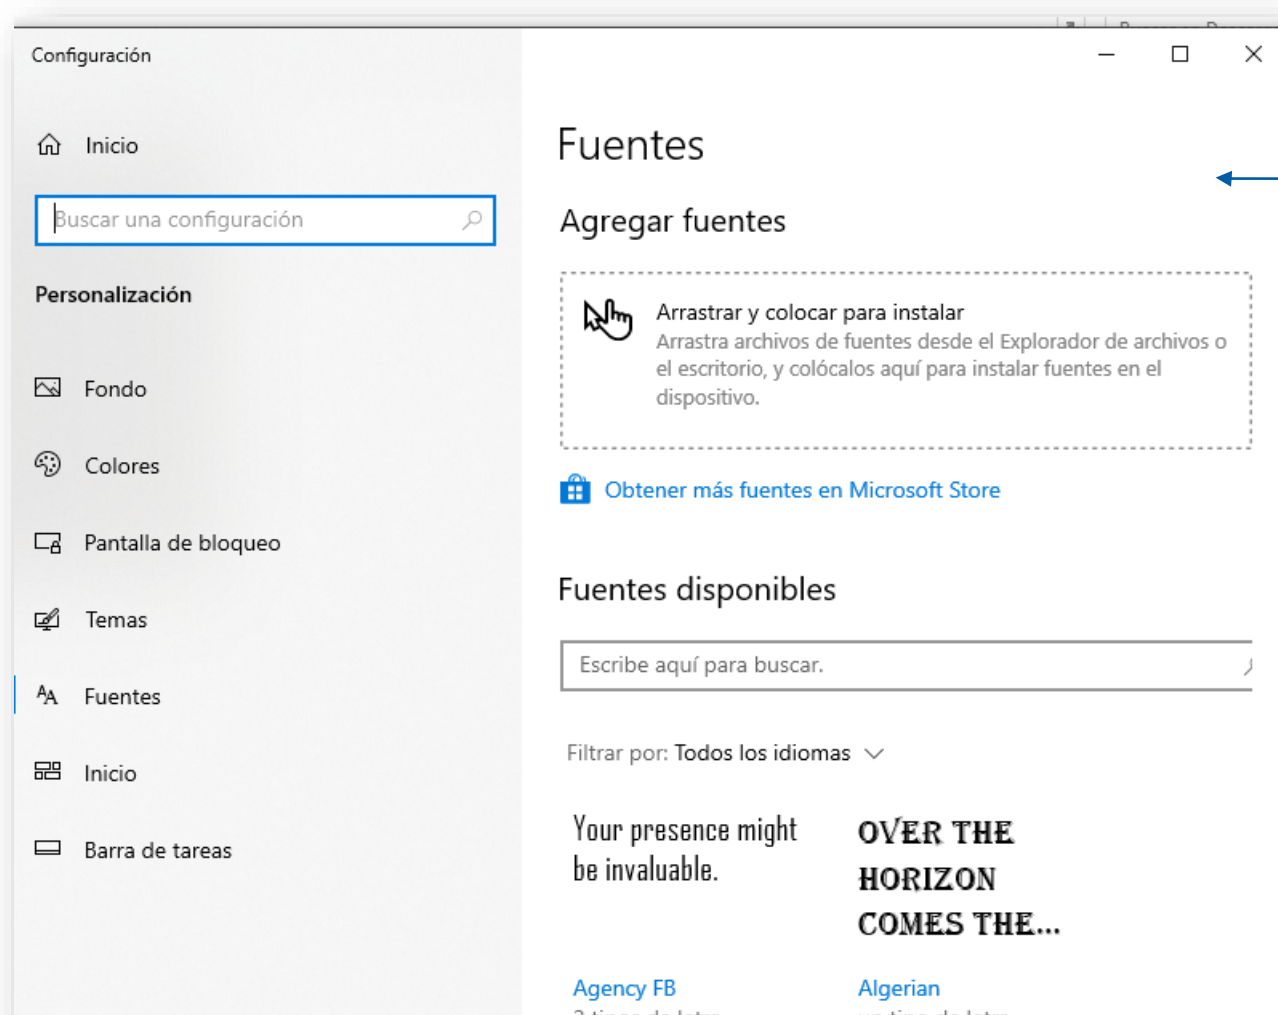 Configuración
Inicio
Buscar una configuración
Personalización
Fondo
Colores
Pantalla de bloqueo
Temas
Fuentes
Inicio
Barra de tareas
Fuentes
Agregar fuentes
Arrastrar y colocar para instalar
Arrastra archivos de fuentes desde el Explorador de archivos o
el escritorio, y colócalos aquí para instalar fuentes en el
dispositivo.
Obtener más fuentes en Microsoft Store
Fuentes disponibles
Escribe aquí para buscar.
Filtrar por: Todos los idiomas
Your presence might
be invaluable.
Agency FB
OVER THE
HORIZON
COMES THE...
Algerian